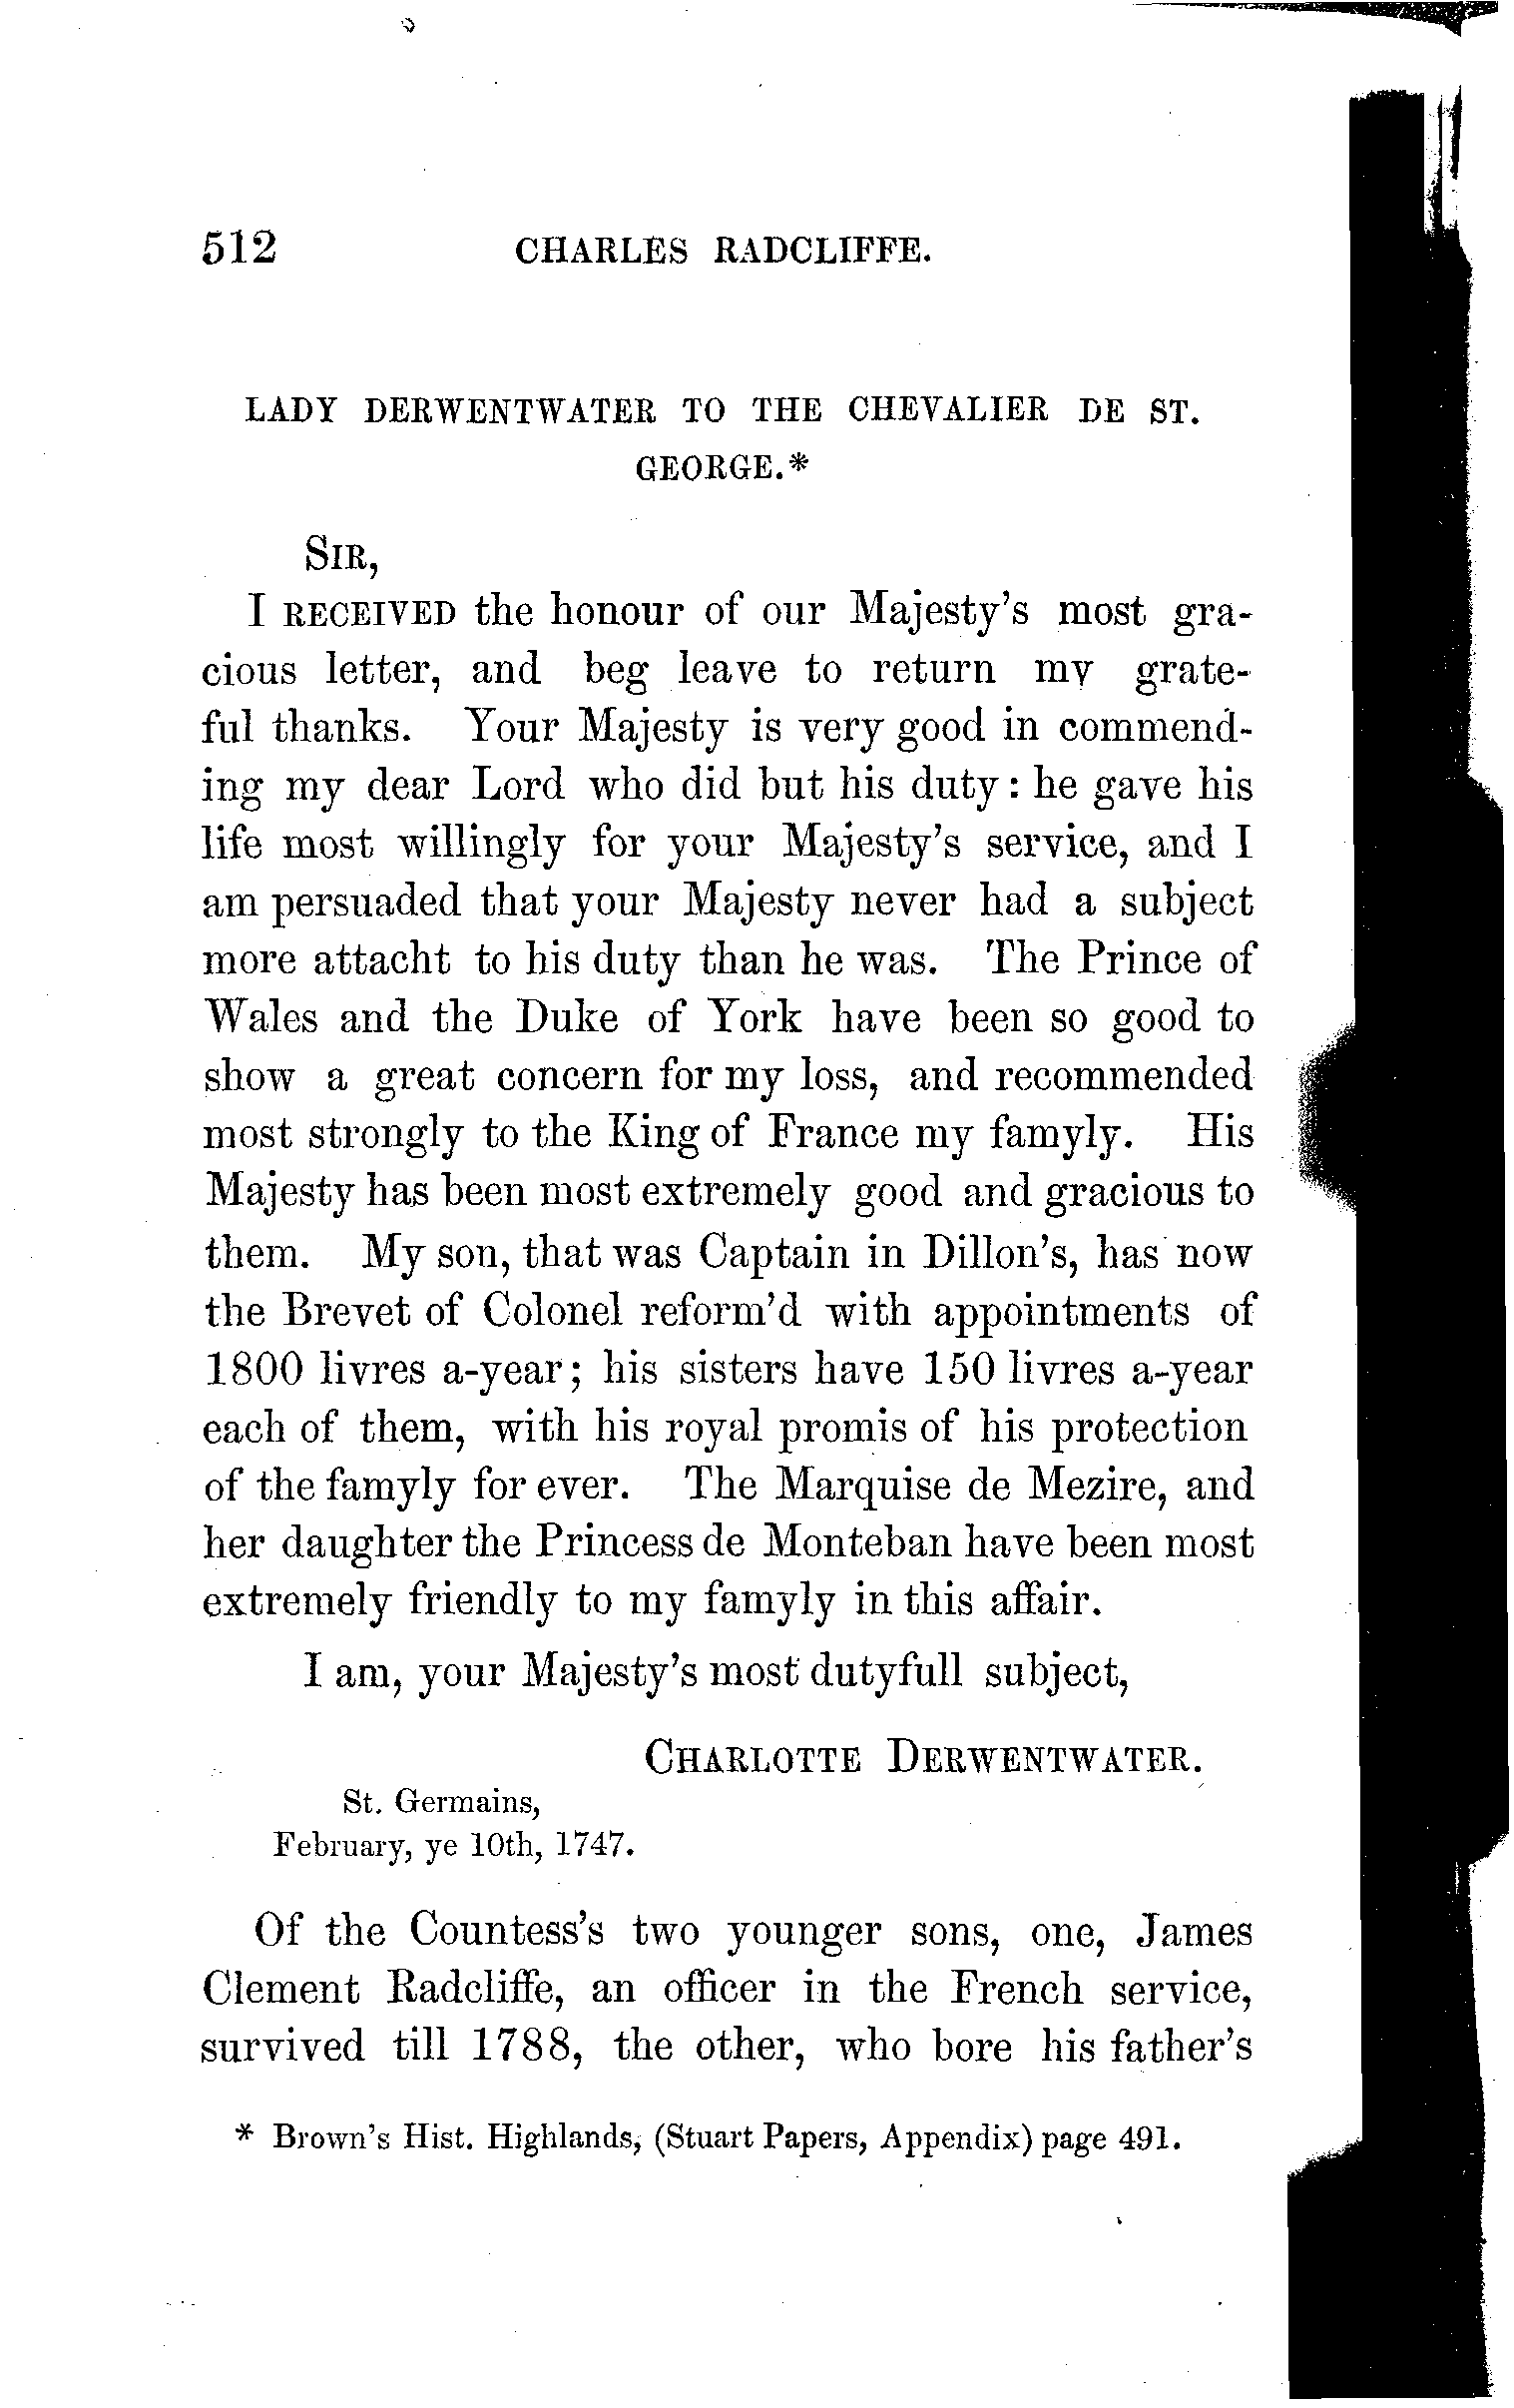 512 CHARLES RADCLIFFE.
LADY DERWENTWATER TO THE CHEVALIER DE ST.
GEORGE.*
SIR,
I RECEIVED the honour of our Majesty's most gra-
cious letter, and beg leave to return my grate-
ful thanks. Your Majesty is very good in commend-
ing my dear Lord who did but his duty: he gave his
life most willingly for your Majesty's service, and I
am persuaded that your Majesty never had a subject
more attacht to his duty than he was. The Prince of
Wales and the Duke of York have been so good to
show a great concern for my loss, and recommended
most strongly to the King of France my famyly. His
Majesty has been most extremely good and gracious to
them. My son, that was Captain in Dillon's, has now
the Brevet of Colonel reform'd with appointments of
1800 livres a-year; his sisters have 150 livres a-year
each of them, with his royal promis of his protection
of the famyly for ever. The Marquise de Mezire, and
her daughter the Princess de Monteban have been most
extremely friendly to my famyly in this affair.
I am, your Majesty's most dutyfull subject,
CHARLOTTE DERWENTWATER.
St. Germains,
February, ye 10th, 1747.
Of the Countess's two younger sons, one, James
Clement Radcliffe, an officer in the French service,
survived till 1788, the other, who bore his father's
* Brown's Hist. Highlands, (Stuart Papers, Appendix) page 491.